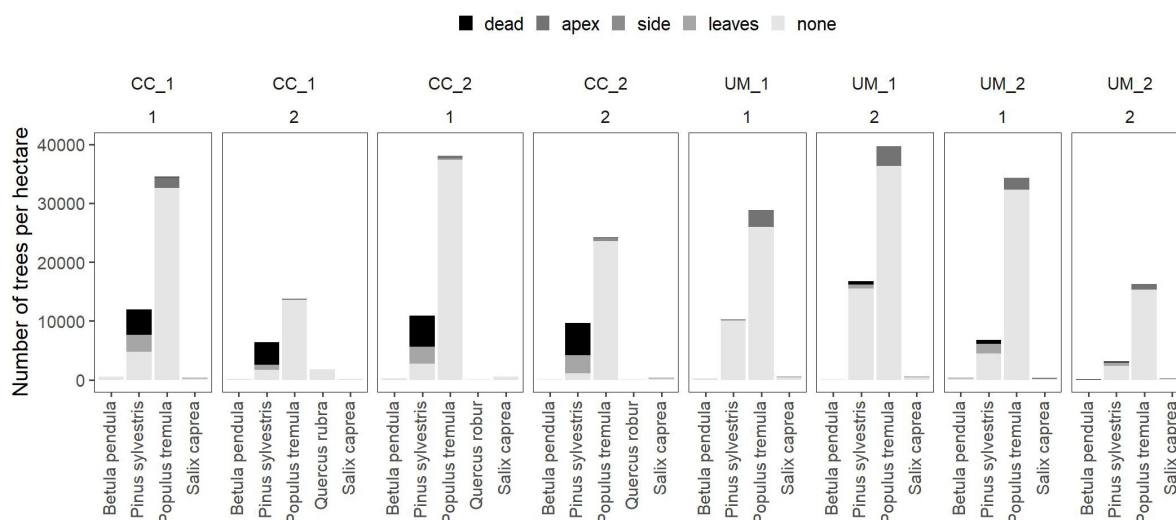 dead apex side leaves none
CC_1 CC_1 CC_2 CC_2 UM_1 UM_1 UM_2 UM_2
1 2 1 2 1 2 1 2
Number of trees per hectare
40000
30000
20000
10000
0
Betula pendula
Pinus sylvestris
Populus tremula
Salix caprea
Betula pendula
Pinus sylvestris
Populus tremula
Quercus rubra
Salix caprea
Betula pendula
Pinus sylvestris
Populus tremula
Quercus robur
Salix caprea
Betula pendula
Pinus sylvestris
Populus tremula
Quercus robur
Salix caprea
Betula pendula
Pinus sylvestris
Populus tremula
Salix caprea
Betula pendula
Pinus sylvestris
Populus tremula
Salix caprea
Betula pendula
Pinus sylvestris
Populus tremula
Salix caprea
Betula pendula
Pinus sylvestris
Populus tremula
Salix caprea